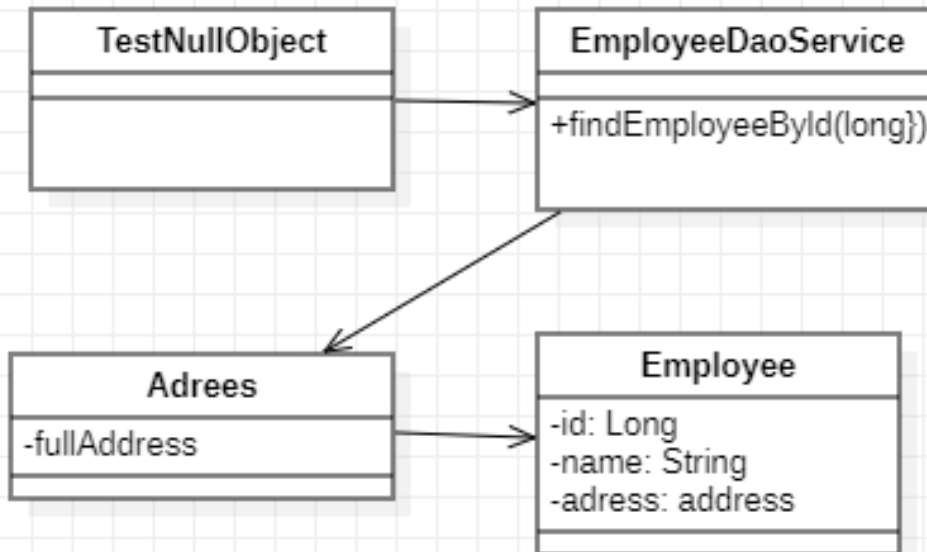 TestNullObject
EmployeeDaoService
+findEmployeeById(long})
Adrees
-fullAddress
Employee
-id: Long
-name: String
-adress: address